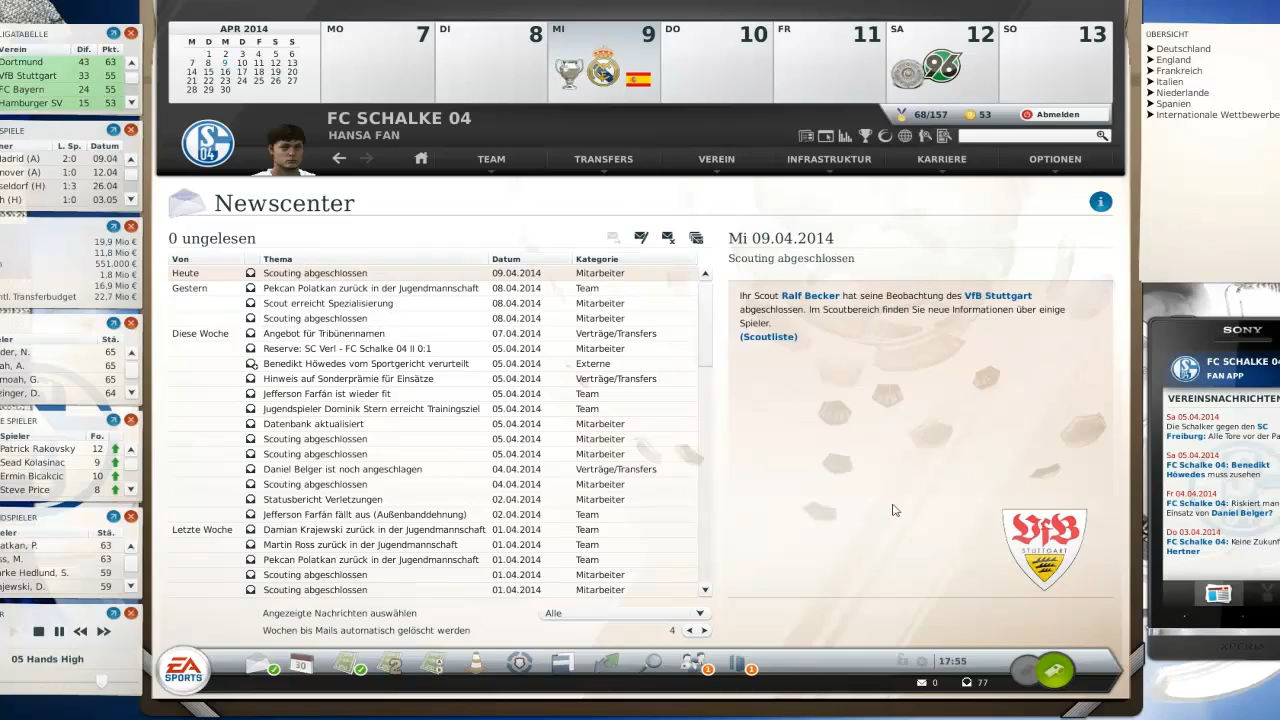 LIGATABELLE
Verein Dif. Pkt.
Dortmund 43 63
VfB Stuttgart 33 55
FC Bayern 24 55
Hamburger SV 15 53
SPIELE
ner L. Sp. Datum
adrid (A) 2:0 09.04
nover (A) 1:0 12.04
seldorf (H) 1:3 26.04
h (H) 1:0 03.05
19,9 Mio €
11,8 Mio €
551.000 €
1,8 Mio €
16,9 Mio €
ntl. Transferbudget 22,7 Mio €
eler Stä.
der, N. 65
ah, A. 65
moah, G. 65
zinger, D. 64
E SPIELER
Spieler Fo.
Patrick Rakovsky 12
Sead Kolasinac 9
Ermin Bicakcic 10
Steve Price 8
NDSPIELER
eler Stä.
atkan, P. 63
ss, M. 63
arke Hedlund, S. 59
ajewski, D. 59
R
05 Hands High
APR 2014
M D M D F S S
1 2 3 4 5 6
7 8 9 10 11 12 13
14 15 16 17 18 19 20
21 22 23 24 25 26 27
28 29 30
MO 7
DI 8
MI 9
DO 10
FR 11
SA 12
SO 13
96
FC SCHALKE 04
HANSA FAN
68/157 53 Abmelden
TEAM TRANSFERS VEREIN INFRASTRUKTUR KARRIERE OPTIONEN
Newscenter
0 ungelesen
Von Thema Datum Kategorie
Heute Scouting abgeschlossen 09.04.2014 Mitarbeiter
Gestern Pekcan Polatkan zurück in der Jugendmannschaft 08.04.2014 Team
Scout erreicht Spezialisierung 08.04.2014 Mitarbeiter
Scouting abgeschlossen 08.04.2014 Mitarbeiter
Diese Woche Angebot für Tribünennamen 07.04.2014 Verträge/Transfers
Reserve: SC Verl - FC Schalke 04 II 0:1 05.04.2014 Mitarbeiter
Benedikt Höwedes vom Sportgericht verurteilt 05.04.2014 Externe
Hinweis auf Sonderprämie für Einsätze 05.04.2014 Verträge/Transfers
Jefferson Farfán ist wieder fit 05.04.2014 Team
Jugendspieler Dominik Stern erreicht Trainingsziel 05.04.2014 Team
Datenbank aktualisiert 05.04.2014 Mitarbeiter
Scouting abgeschlossen 05.04.2014 Mitarbeiter
Scouting abgeschlossen 05.04.2014 Mitarbeiter
Daniel Belger ist noch angeschlagen 04.04.2014 Verträge/Transfers
Scouting abgeschlossen 04.04.2014 Mitarbeiter
Statusbericht Verletzungen 02.04.2014 Mitarbeiter
Jefferson Farfán fällt aus (Außenbanddehnung) 02.04.2014 Team
Letzte Woche Damian Krajewski zurück in der Jugendmannschaft 01.04.2014 Team
Martin Ross zurück in der Jugendmannschaft 01.04.2014 Team
Pekcan Polatkan zurück in der Jugendmannschaft 01.04.2014 Team
Scouting abgeschlossen 01.04.2014 Mitarbeiter
Scouting abgeschlossen 01.04.2014 Mitarbeiter
Angezeigte Nachrichten auswählen Alle
Wochen bis Mails automatisch gelöscht werden 4
Mi 09.04.2014
Scouting abgeschlossen
Ihr Scout Ralf Becker hat seine Beobachtung des VfB Stuttgart
abgeschlossen. Im Scoutbereich finden Sie neue Informationen über einige
Spieler.
(Scoutliste)
VfB
STUTTGART
EA
SPORTS
30
2
1
1
17:55
0 77
ÜBERSICHT
Deutschland
England
Frankreich
Italien
Niederlande
Spanien
Internationale Wettbewerbe
SONY
FC SCHALKE 04
FAN APP
VEREINSNACHRICHTEN
Sa 05.04.2014
Die Schalker gegen den SC
Freiburg: Alle Tore vor der Pa
Sa 05.04.2014
FC Schalke 04: Benedikt
Höwedes muss zusehen
Fr 04.04.2014
FC Schalke 04: Riskiert man
Einsatz von Daniel Belger?
Do 03.04.2014
FC Schalke 04: Keine Zukunf
Hertner
XPERIA